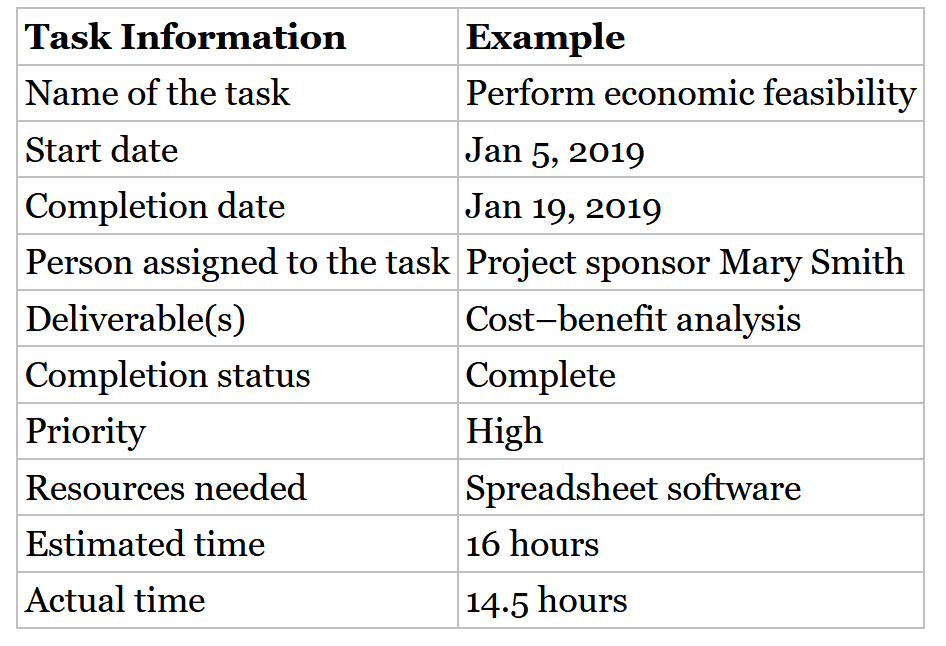 Task Information Example
Name of the task Perform economic feasibility
Start date Jan 5, 2019
Completion date Jan 19, 2019
Person assigned to the task Project sponsor Mary Smith
Deliverable(s) Cost–benefit analysis
Completion status Complete
Priority High
Resources needed Spreadsheet software
Estimated time 16 hours
Actual time 14.5 hours